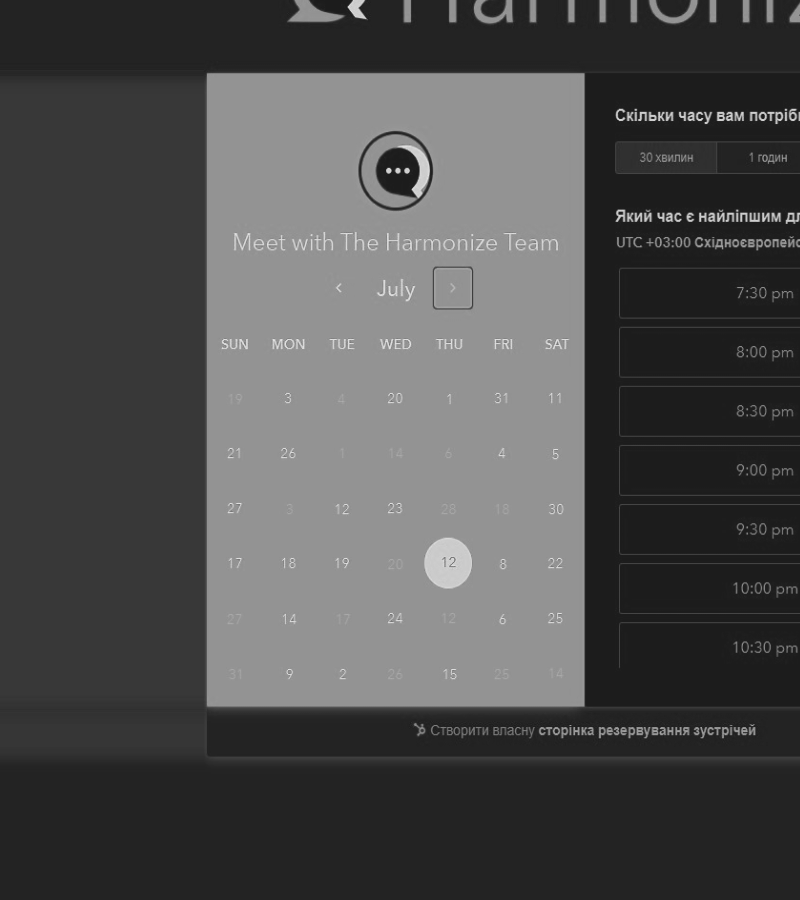 Harmoniz
Meet with The Harmonize Team
July
SUN MON TUE WED THU FRI SAT
19 3 4 20 1 31 11
21 26 1 14 6 4 5
27 3 12 23 28 18 30
17 18 19 20 12 8 22
27 14 17 24 12 6 25
31 9 2 26 15 25 14
Скільки часу вам потріб
30 хвилин 1 годин
Який час є найліпшим дл
UTC +03:00 Східноєвропейс
7:30 pm
8:00 pm
8:30 pm
9:00 pm
9:30 pm
10:00 pm
10:30 pm
Створити власну сторінка резервування зустрічей